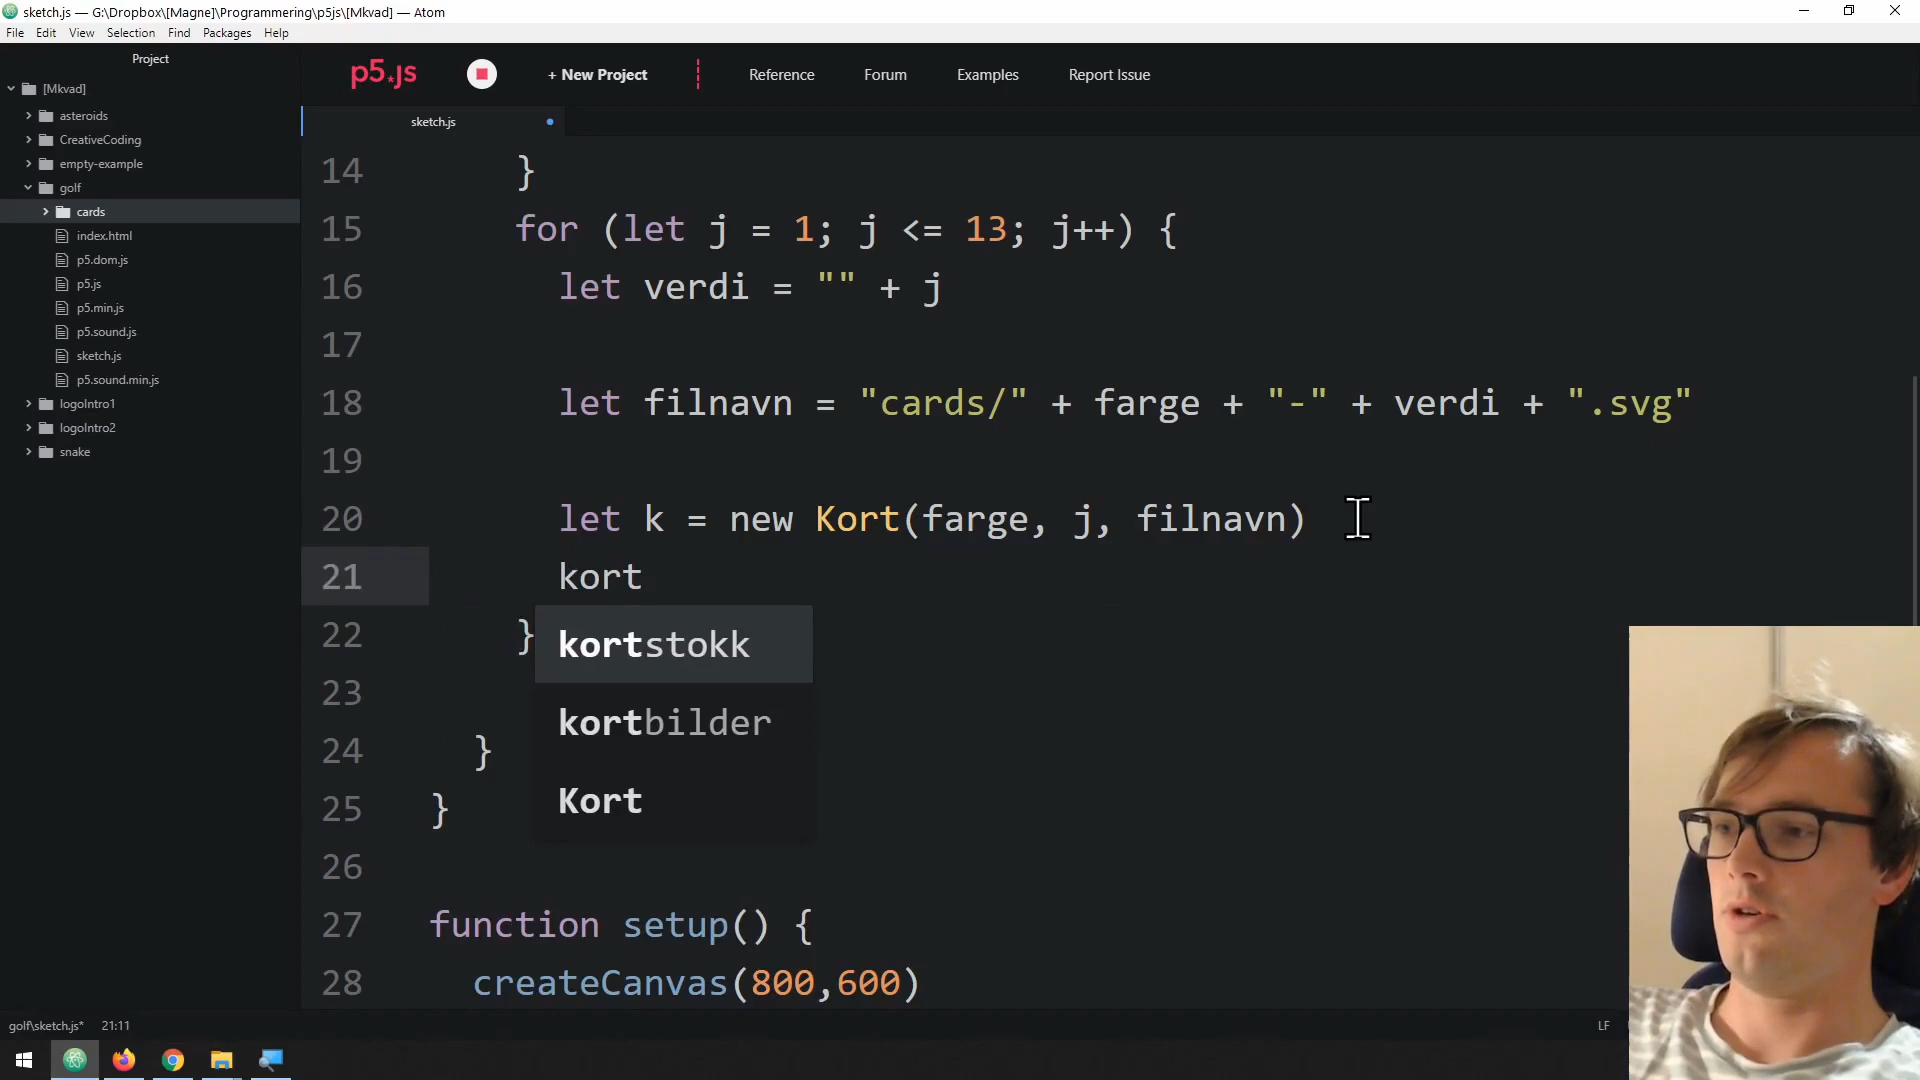 sketch.js — G:\Dropbox\[Magne]\Programmering\p5js\[Mkvad] — Atom
File Edit View Selection Find Packages Help
Project
[Mkvad]
asteroids
CreativeCoding
empty-example
golf
cards
index.html
p5.dom.js
p5.js
p5.min.js
p5.sound.js
sketch.js
p5.sound.min.js
logoIntro1
logoIntro2
snake
p5.js + New Project Reference Forum Examples Report Issue
sketch.js
14 }
15 for (let j = 1; j <= 13; j++) {
16 let verdi = "" + j
17
18 let filnavn = "cards/" + farge + "-" + verdi + ".svg"
19
20 let k = new Kort(farge, j, filnavn)
21 kort
22 }
kortstokk
23
kortbilder
24 }
Kort
25 }
26
27 function setup() {
28 createCanvas(800,600)
golf\sketch.js* 21:11 LF